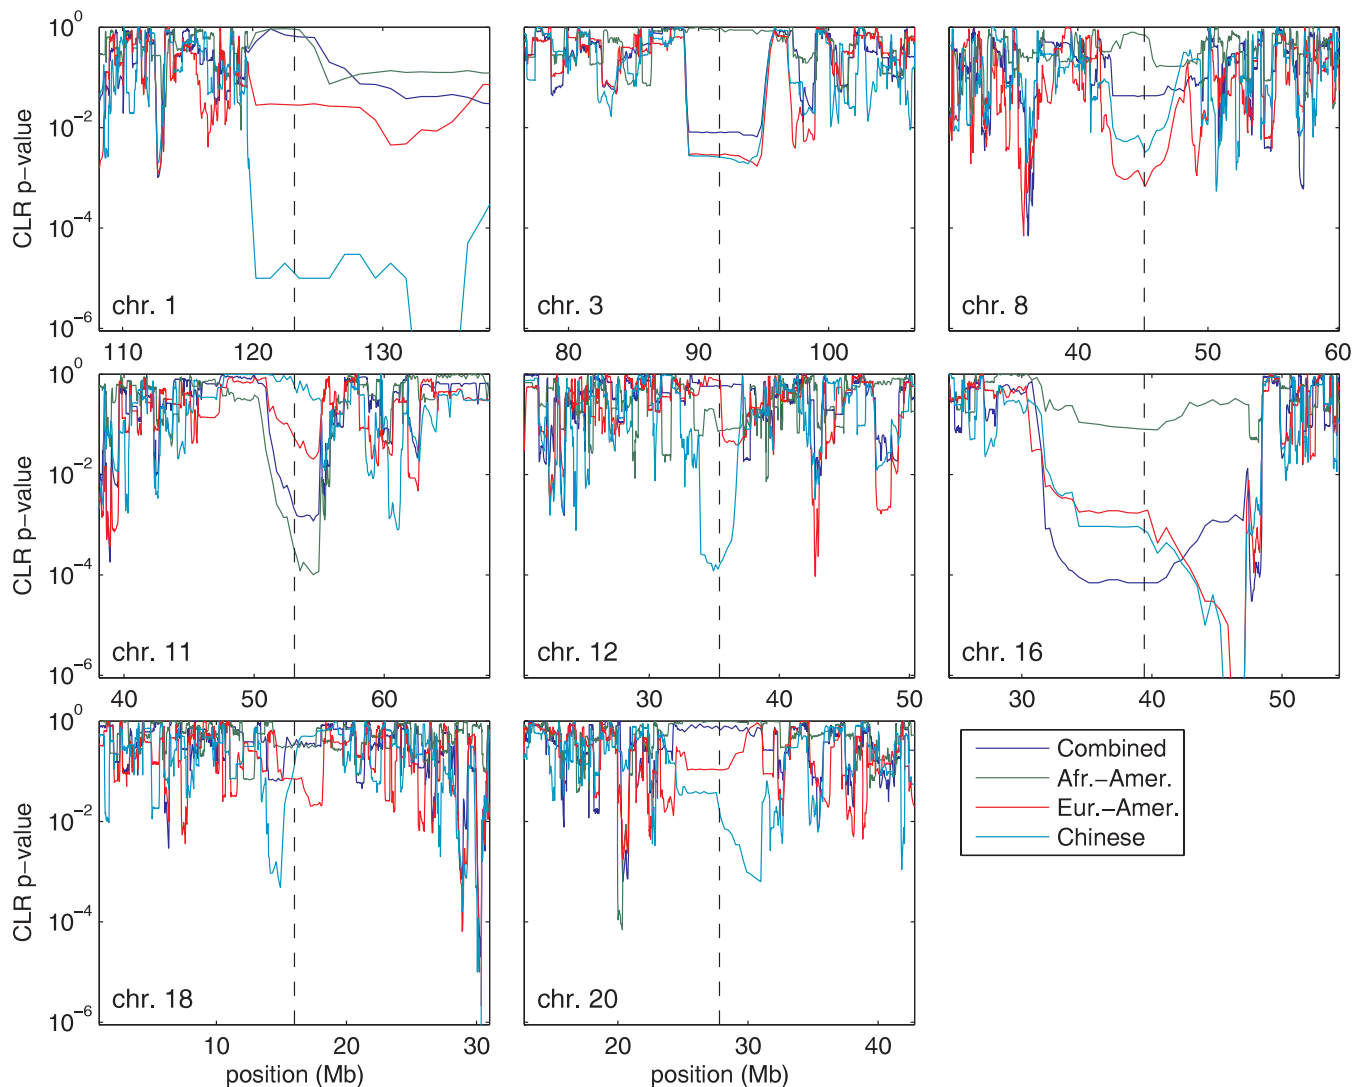 CLR p-value
10^0
10^-2
10^-4
10^-6
chr. 1
110 120 130
chr. 3
80 90 100
chr. 8
40 50 60
CLR p-value
10^0
10^-2
10^-4
10^-6
chr. 11
40 50 60
chr. 12
30 40 50
chr. 16
30 40 50
CLR p-value
10^0
10^-2
10^-4
10^-6
chr. 18
10 20 30
position (Mb)
chr. 20
20 30 40
position (Mb)
Combined
Afr.-Amer.
Eur.-Amer.
Chinese